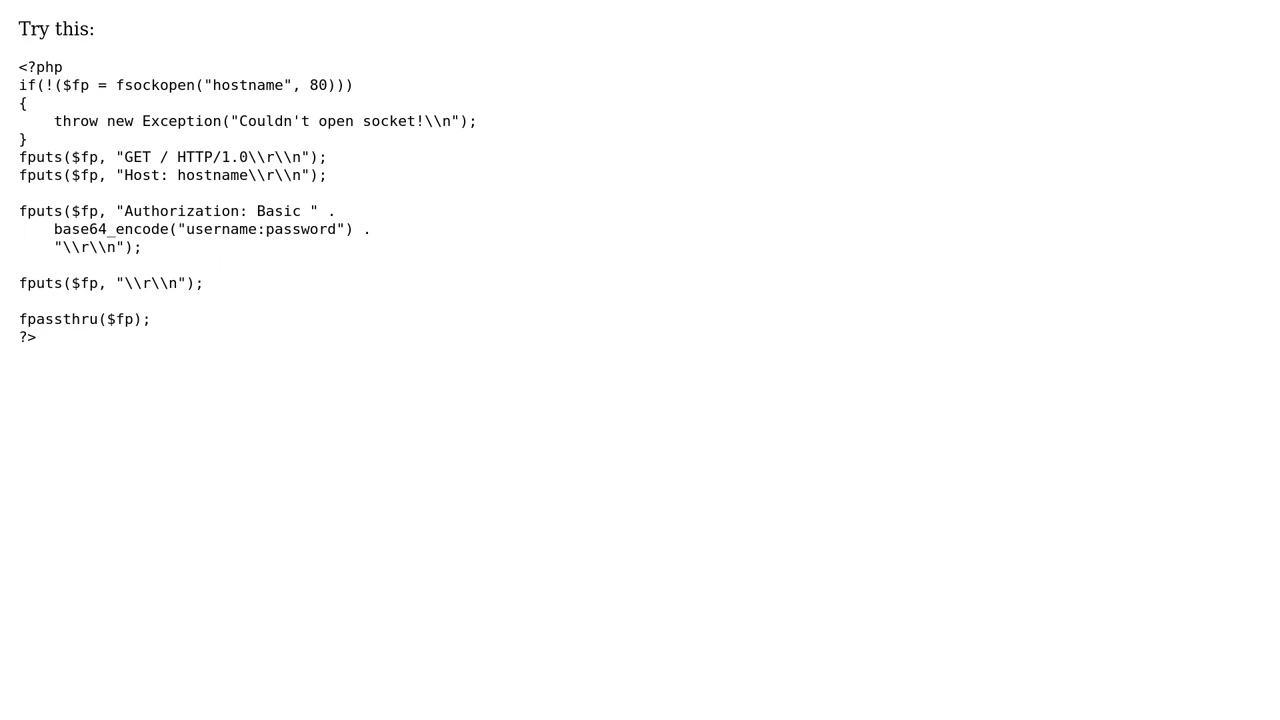 Try this:
<?php
if(!($fp = fsockopen("hostname", 80)))
{
    throw new Exception("Couldn't open socket!\\n");
}
fputs($fp, "GET / HTTP/1.0\\r\\n");
fputs($fp, "Host: hostname\\r\\n");

fputs($fp, "Authorization: Basic " .
    base64_encode("username:password") .
    "\\r\\n");

fputs($fp, "\\r\\n");

fpassthru($fp);
?>